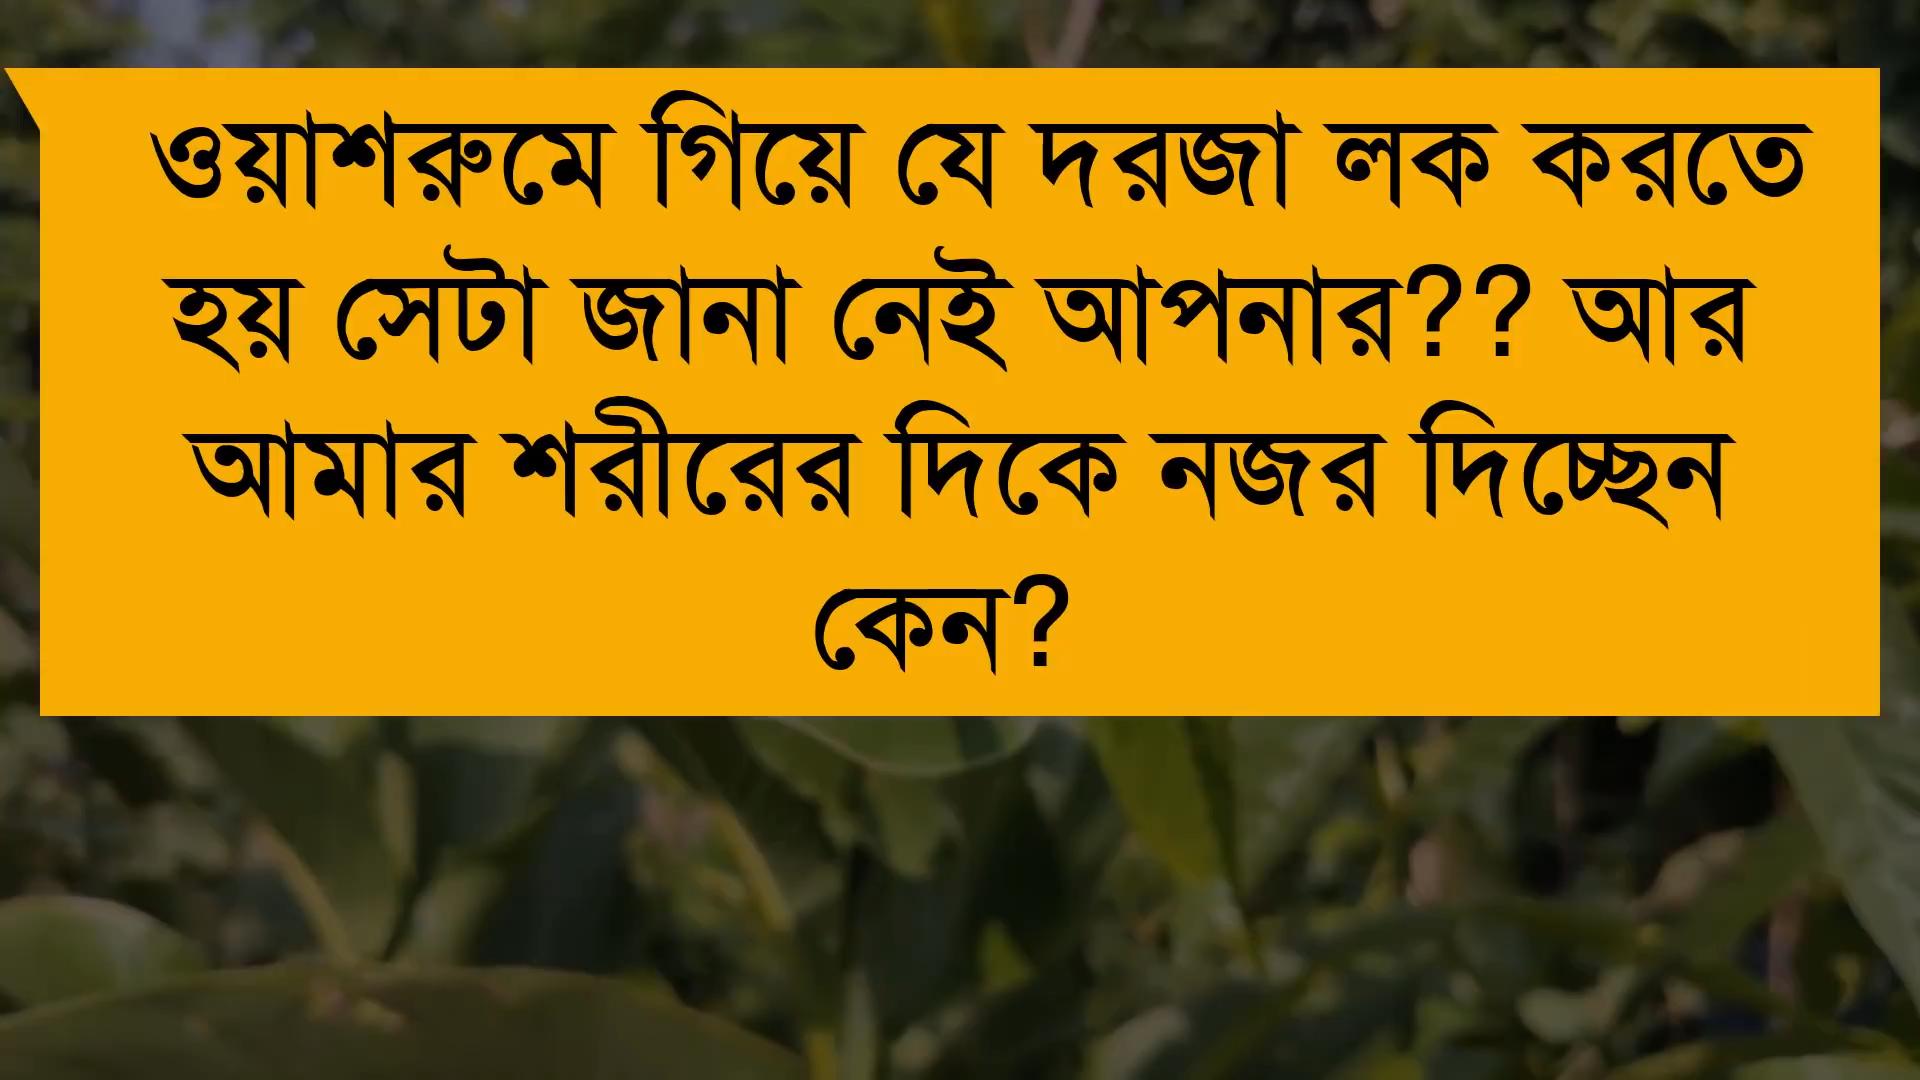 ওয়াশরুমে গিয়ে যে দরজা লক করতে
হয় সেটা জানা নেই আপনার?? আর
আমার শরীরের দিকে নজর দিচ্ছেন
কেন?